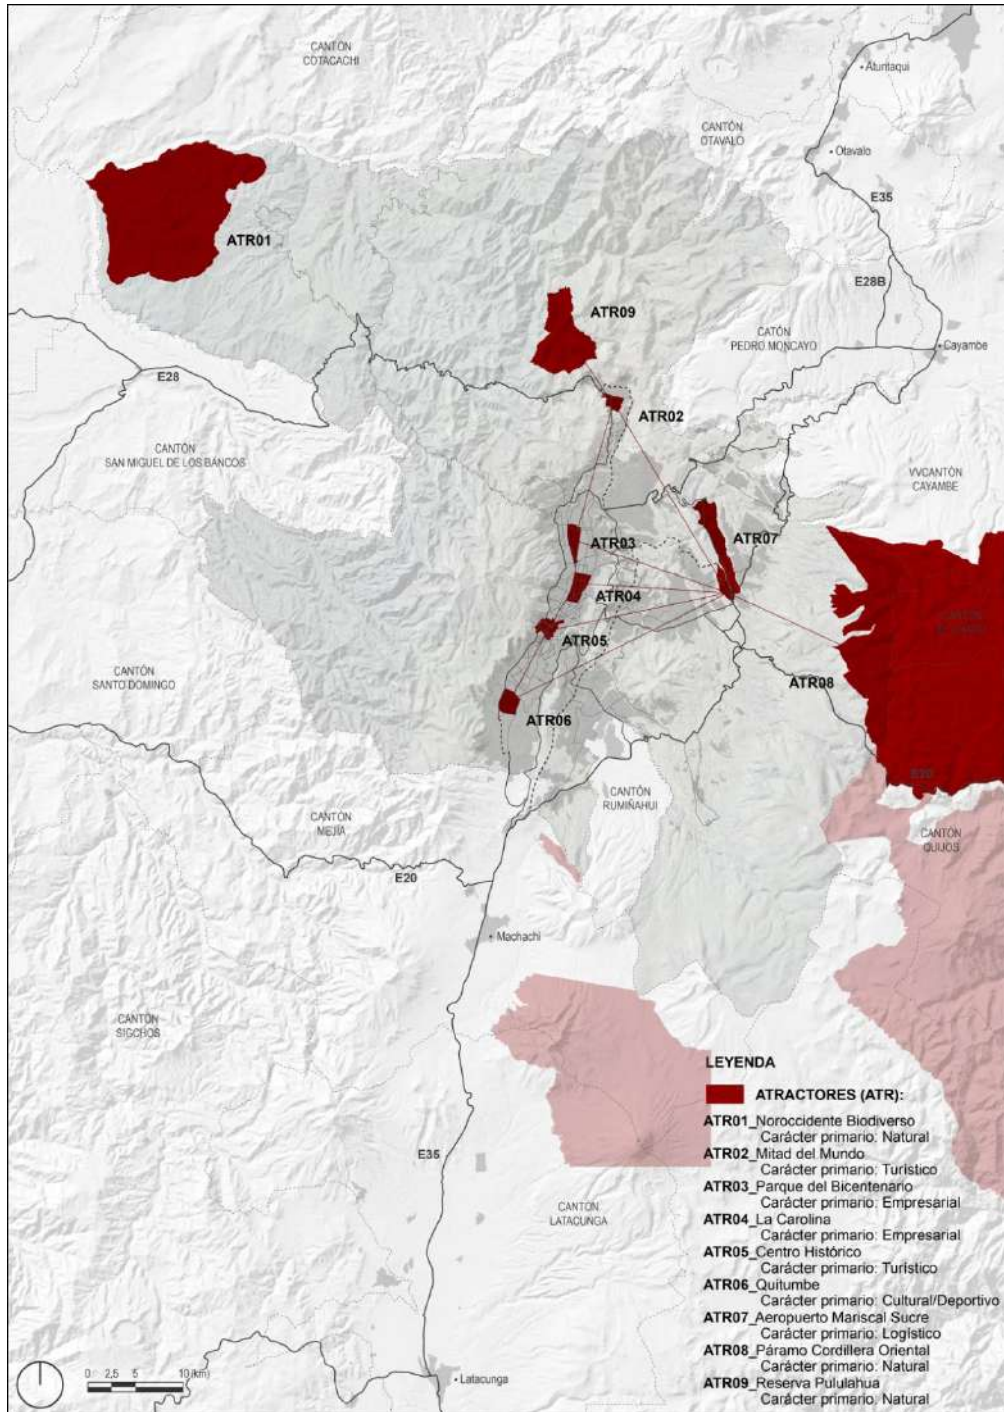 CANTÓN
COTACACHI
Atuntaqui
CANTÓN
OTAVALO
Otavalo
E35
ATR01
E28B
ATR09
CATÓN
PEDRO MONCAYO
Cayambe
E28
ATR02
CANTÓN
SAN MIGUEL DE LOS BANCOS
VVCANTÓN
CAYAMBE
ATR03
ATR07
ATR04
CANTÓN
ATR05
CANTÓN
SANTO DOMINGO
ATR08
ATR06
E20
CANTÓN
RUMIÑAHUI
CANTÓN
MEJÍA
CANTÓN
QUIJOS
E20
Machachi
CANTÓN
SIGCHOS
LEYENDA
ATRACTORES (ATR):
ATR01_Noroccidente Biodiverso
Carácter primario: Natural
ATR02_Mitad del Mundo
Carácter primario: Turístico
ATR03_Parque del Bicentenario
Carácter primario: Empresarial
ATR04_La Carolina
Carácter primario: Empresarial
ATR05_Centro Histórico
Carácter primario: Turístico
ATR06_Quitumbe
Carácter primario: Cultural/Deportivo
ATR07_Aeropuerto Mariscal Sucre
Carácter primario: Logístico
ATR08_Páramo Cordillera Oriental
Carácter primario: Natural
ATR09_Reserva Pululahua
Carácter primario: Natural
E35
CANTÓN
LATACUNGA
0 2,5 5 10 (km)
Latacunga